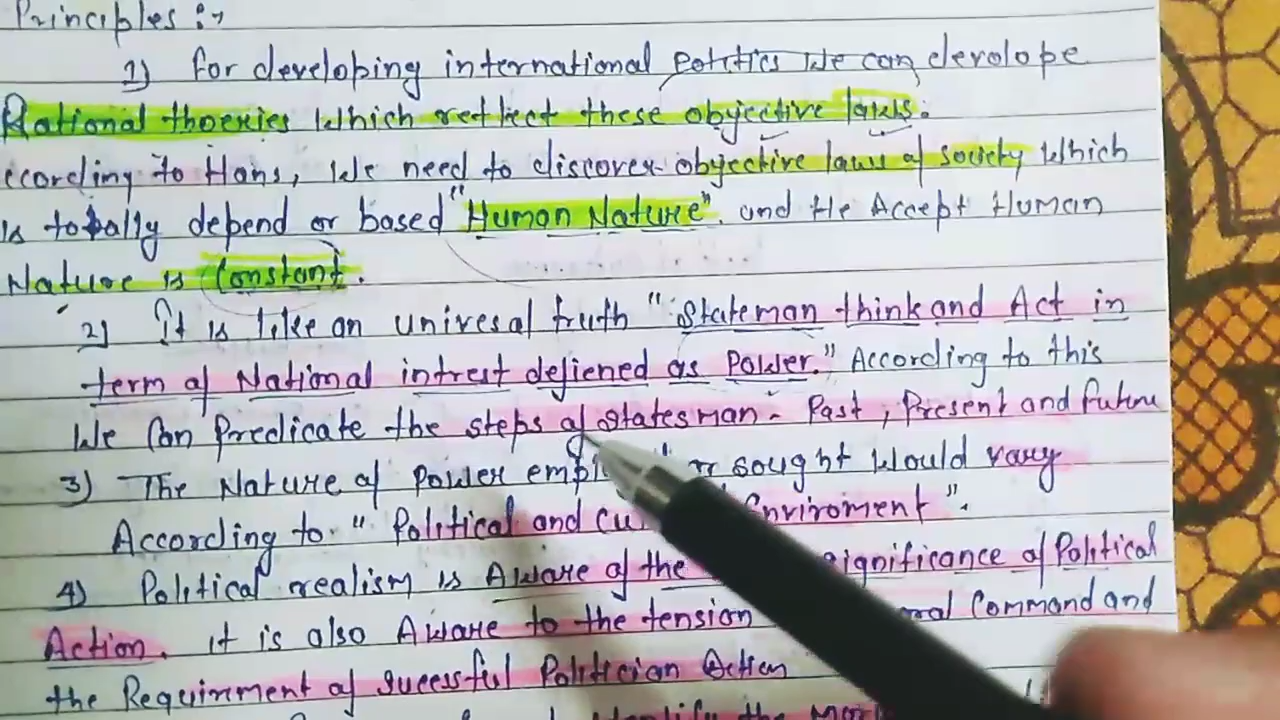 Principles :-
1) for developing international politics we can develope
Rational thoeries which reflect these objective laws.
ccording to Hans, we need to discover objective laws of society which
is totally depend or based "Human Nature". and He Accept Human
Nature is Constant.
2) It is like an univesal truth "Stateman think and Act in
term of National intrest defiened as Power." According to this
we can Predicate the steps of statesman - Past, Present and future
3) The Nature of Power sought would vary
According to "Political and Enviroment".
4) Political realism is Aware of the significance of Political
Action. it is also Aware to the tension Command and
the Requirment of sucessful Politician Action